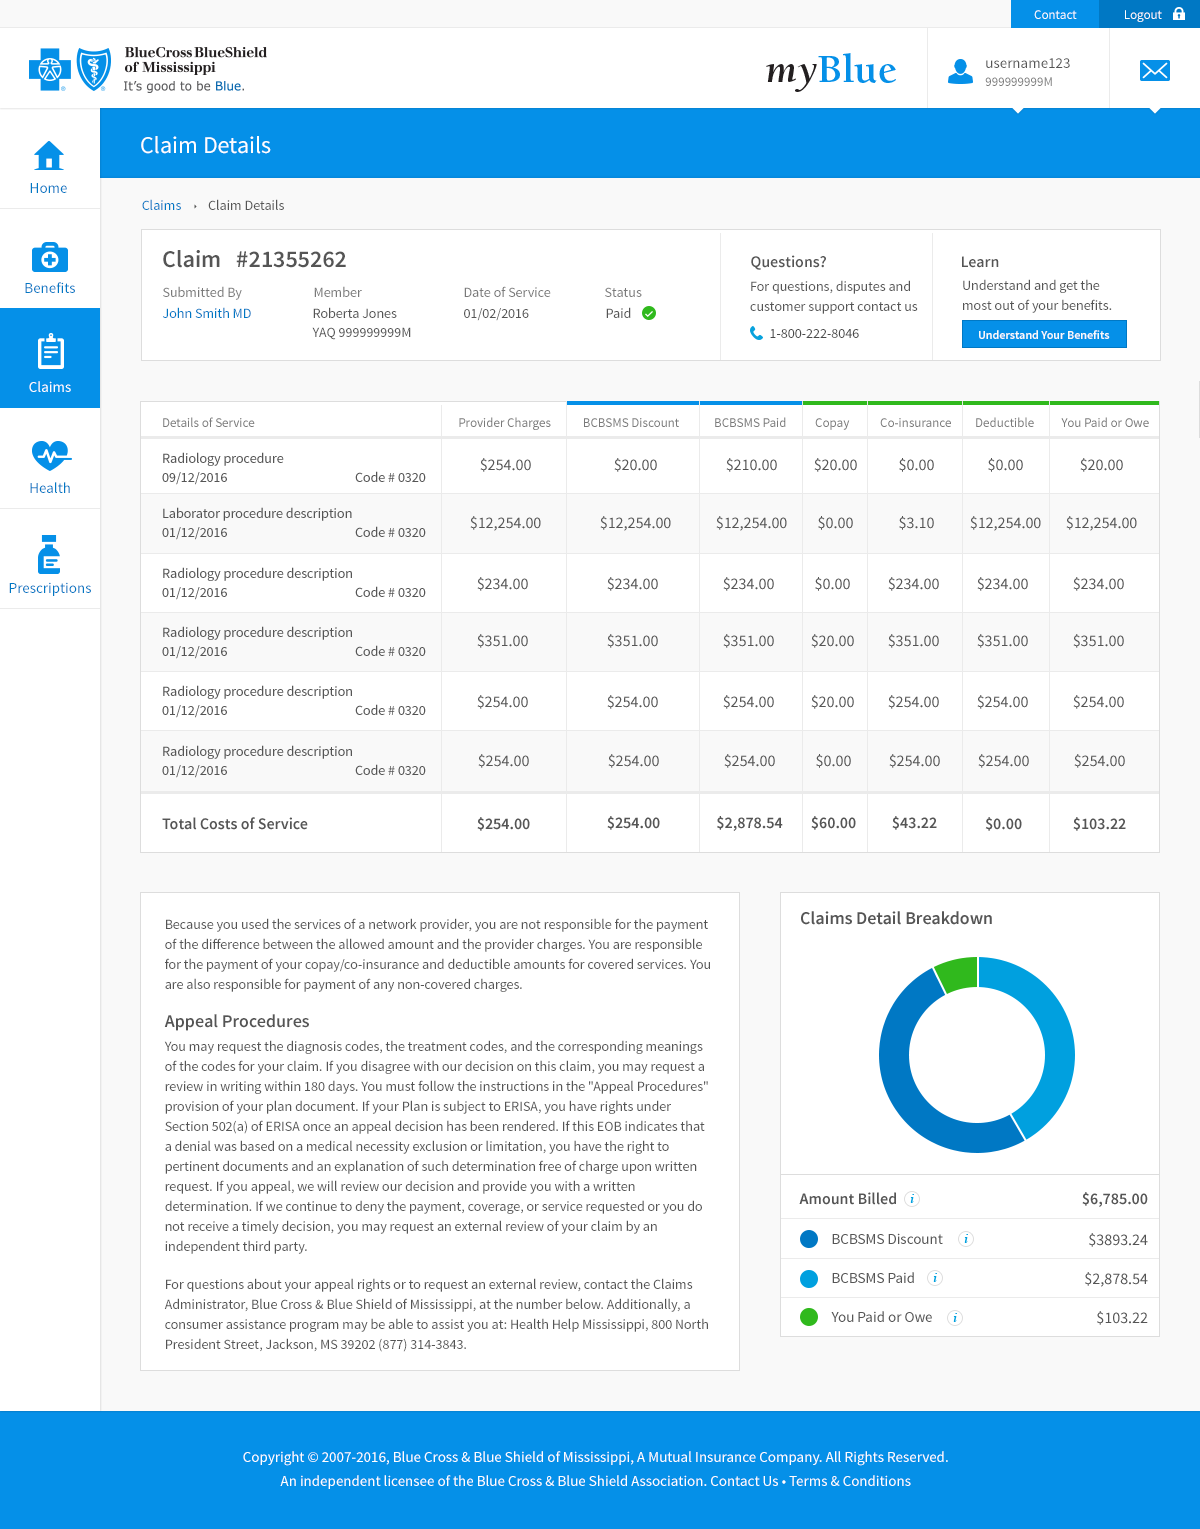 Contact Logout
BlueCross BlueShield
of Mississippi
It's good to be Blue.
myBlue
username123
999999999M
Claim Details
Home
Benefits
Claims
Health
Prescriptions
Claims Claim Details
Claim #21355262
Submitted By Member Date of Service Status
John Smith MD Roberta Jones 01/02/2016 Paid
YAQ 999999999M
Questions?
For questions, disputes and
customer support contact us
1-800-222-8046
Learn
Understand and get the
most out of your benefits.
Understand Your Benefits
Details of Service Provider Charges BCBSMS Discount BCBSMS Paid Copay Co-insurance Deductible You Paid or Owe
Radiology procedure
09/12/2016 Code # 0320 $254.00 $20.00 $210.00 $20.00 $0.00 $0.00 $20.00
Laborator procedure description
01/12/2016 Code # 0320 $12,254.00 $12,254.00 $12,254.00 $0.00 $3.10 $12,254.00 $12,254.00
Radiology procedure description
01/12/2016 Code # 0320 $234.00 $234.00 $234.00 $0.00 $234.00 $234.00 $234.00
Radiology procedure description
01/12/2016 Code # 0320 $351.00 $351.00 $351.00 $20.00 $351.00 $351.00 $351.00
Radiology procedure description
01/12/2016 Code # 0320 $254.00 $254.00 $254.00 $20.00 $254.00 $254.00 $254.00
Radiology procedure description
01/12/2016 Code # 0320 $254.00 $254.00 $254.00 $0.00 $254.00 $254.00 $254.00
Total Costs of Service $254.00 $254.00 $2,878.54 $60.00 $43.22 $0.00 $103.22
Because you used the services of a network provider, you are not responsible for the payment
of the difference between the allowed amount and the provider charges. You are responsible
for the payment of your copay/co-insurance and deductible amounts for covered services. You
are also responsible for payment of any non-covered charges.
Appeal Procedures
You may request the diagnosis codes, the treatment codes, and the corresponding meanings
of the codes for your claim. If you disagree with our decision on this claim, you may request a
review in writing within 180 days. You must follow the instructions in the "Appeal Procedures"
provision of your plan document. If your Plan is subject to ERISA, you have rights under
Section 502(a) of ERISA once an appeal decision has been rendered. If this EOB indicates that
a denial was based on a medical necessity exclusion or limitation, you have the right to
pertinent documents and an explanation of such determination free of charge upon written
request. If you appeal, we will review our decision and provide you with a written
determination. If we continue to deny the payment, coverage, or service requested or you do
not receive a timely decision, you may request an external review of your claim by an
independent third party.
For questions about your appeal rights or to request an external review, contact the Claims
Administrator, Blue Cross & Blue Shield of Mississippi, at the number below. Additionally, a
consumer assistance program may be able to assist you at: Health Help Mississippi, 800 North
President Street, Jackson, MS 39202 (877) 314-3843.
Claims Detail Breakdown
Amount Billed i $6,785.00
BCBSMS Discount i $3893.24
BCBSMS Paid i $2,878.54
You Paid or Owe i $103.22
Copyright © 2007-2016, Blue Cross & Blue Shield of Mississippi, A Mutual Insurance Company. All Rights Reserved.
An independent licensee of the Blue Cross & Blue Shield Association. Contact Us • Terms & Conditions